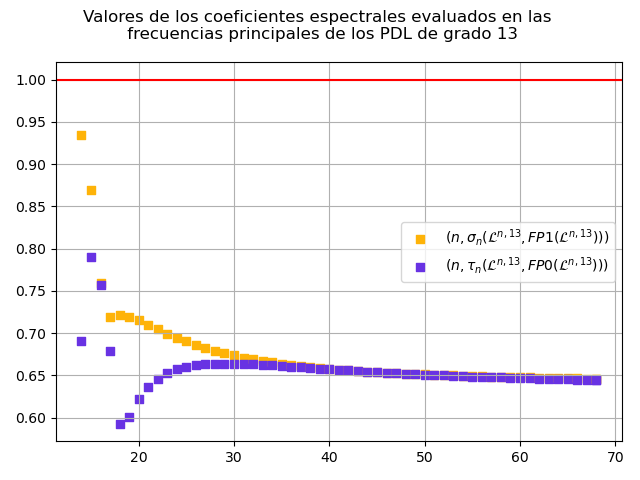 Valores de los coeficientes espectrales evaluados en las
frecuencias principales de los PDL de grado 13
1.00
0.95
0.90
0.85
0.80
0.75
0.70
0.65
0.60
(n, σₙ(ℒⁿ,¹³, FP1(ℒⁿ,¹³)))
(n, τₙ(ℒⁿ,¹³, FP0(ℒⁿ,¹³)))
20 30 40 50 60 70